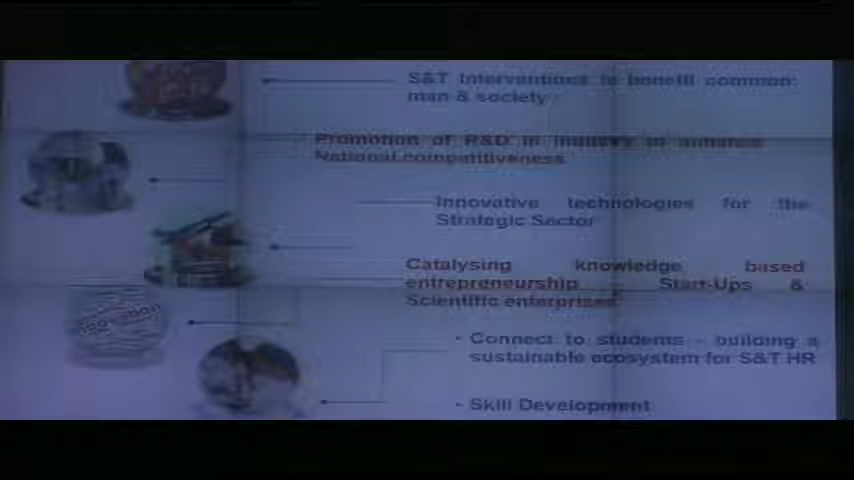 S&T Interventions to benefit common
man & society
Promotion of R&D in Industry to enhance
National competitiveness
Innovative technologies for the
Strategic Sector
Catalysing knowledge based
entrepreneurship Start-Ups &
Scientific enterprises
innovation
- Connect to students - building a
sustainable ecosystem for S&T HR
- Skill Development